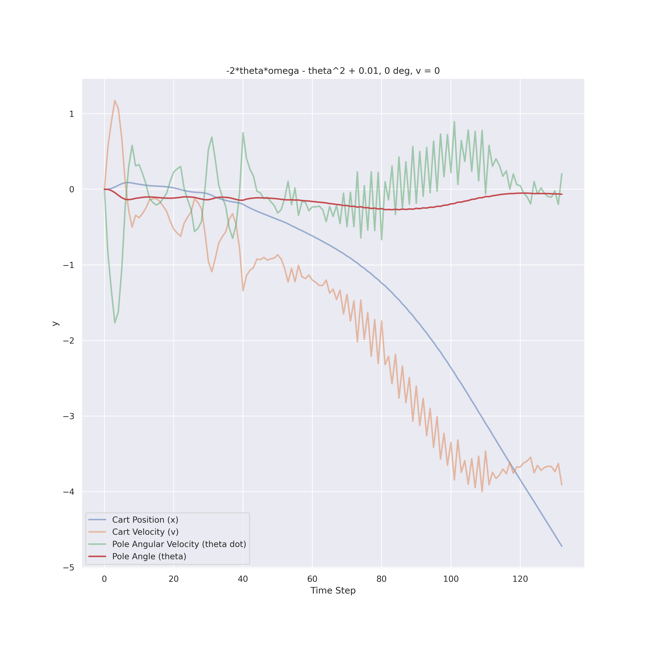 -2*theta*omega - theta^2 + 0.01, 0 deg, v = 0
1
0
−1
−2
−3
−4
−5
y
Cart Position (x)
Cart Velocity (v)
Pole Angular Velocity (theta dot)
Pole Angle (theta)
0 20 40 60 80 100 120
Time Step